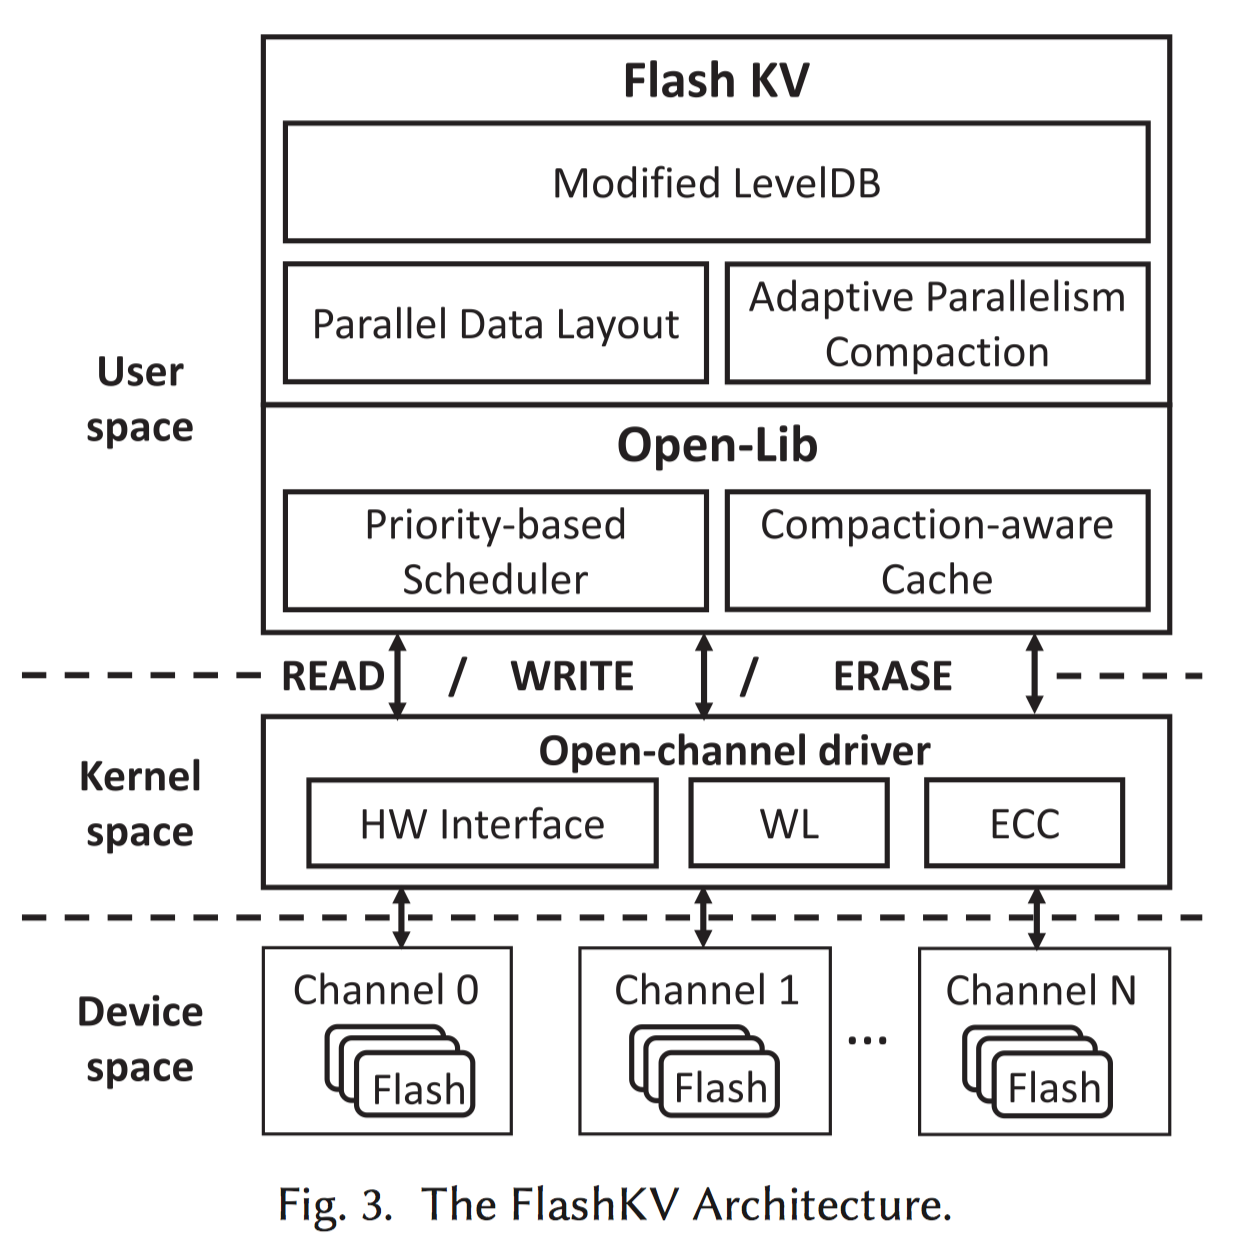 Flash KV
Modified LevelDB
Parallel Data Layout
Adaptive Parallelism
Compaction
User
space
Open-Lib
Priority-based
Scheduler
Compaction-aware
Cache
READ / WRITE / ERASE
Open-channel driver
Kernel
space
HW Interface
WL
ECC
Device
space
Channel 0
Flash
Channel 1
Flash
...
Channel N
Flash
Fig. 3. The FlashKV Architecture.